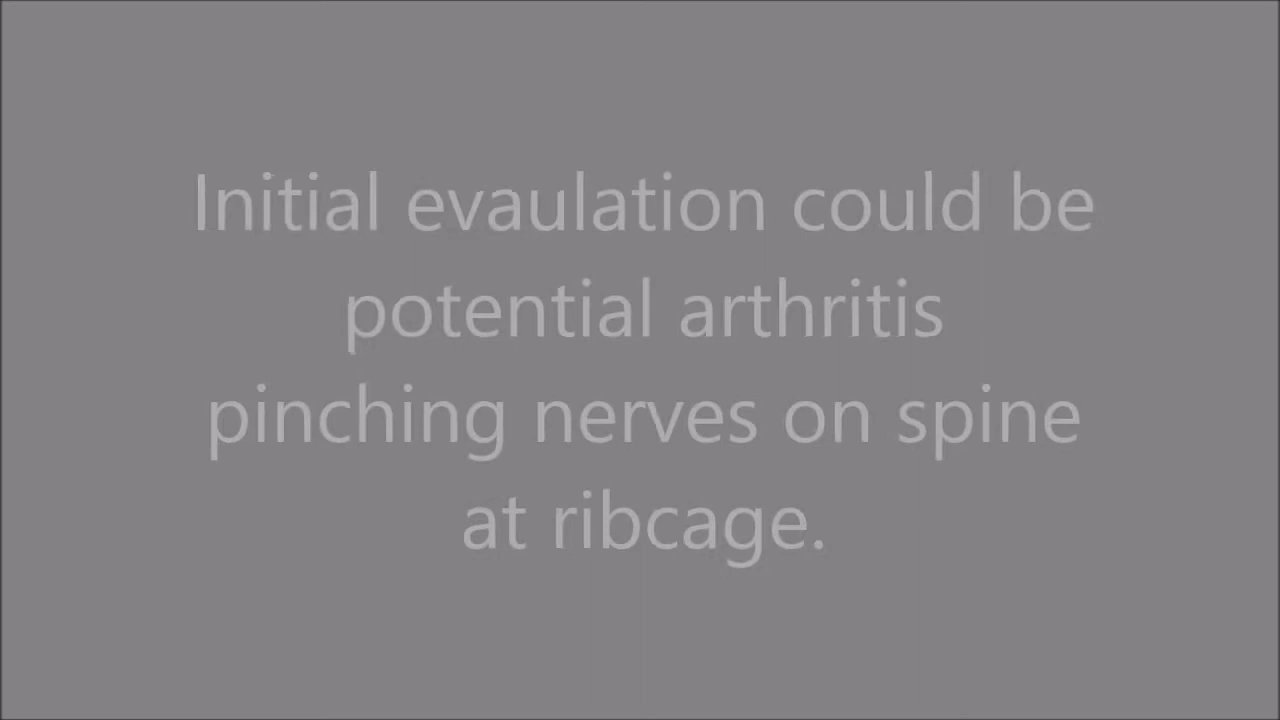 Initial evaulation could be
potential arthritis
pinching nerves on spine
at ribcage.